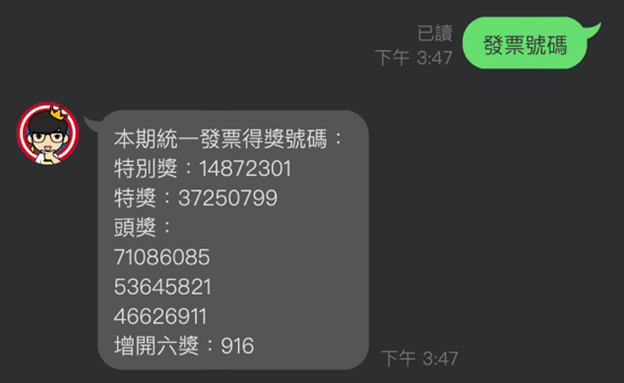 已讀
下午 3:47
發票號碼
本期統一發票得獎號碼：
特別獎：14872301
特獎：37250799
頭獎：
71086085
53645821
46626911
增開六獎：916
下午 3:47